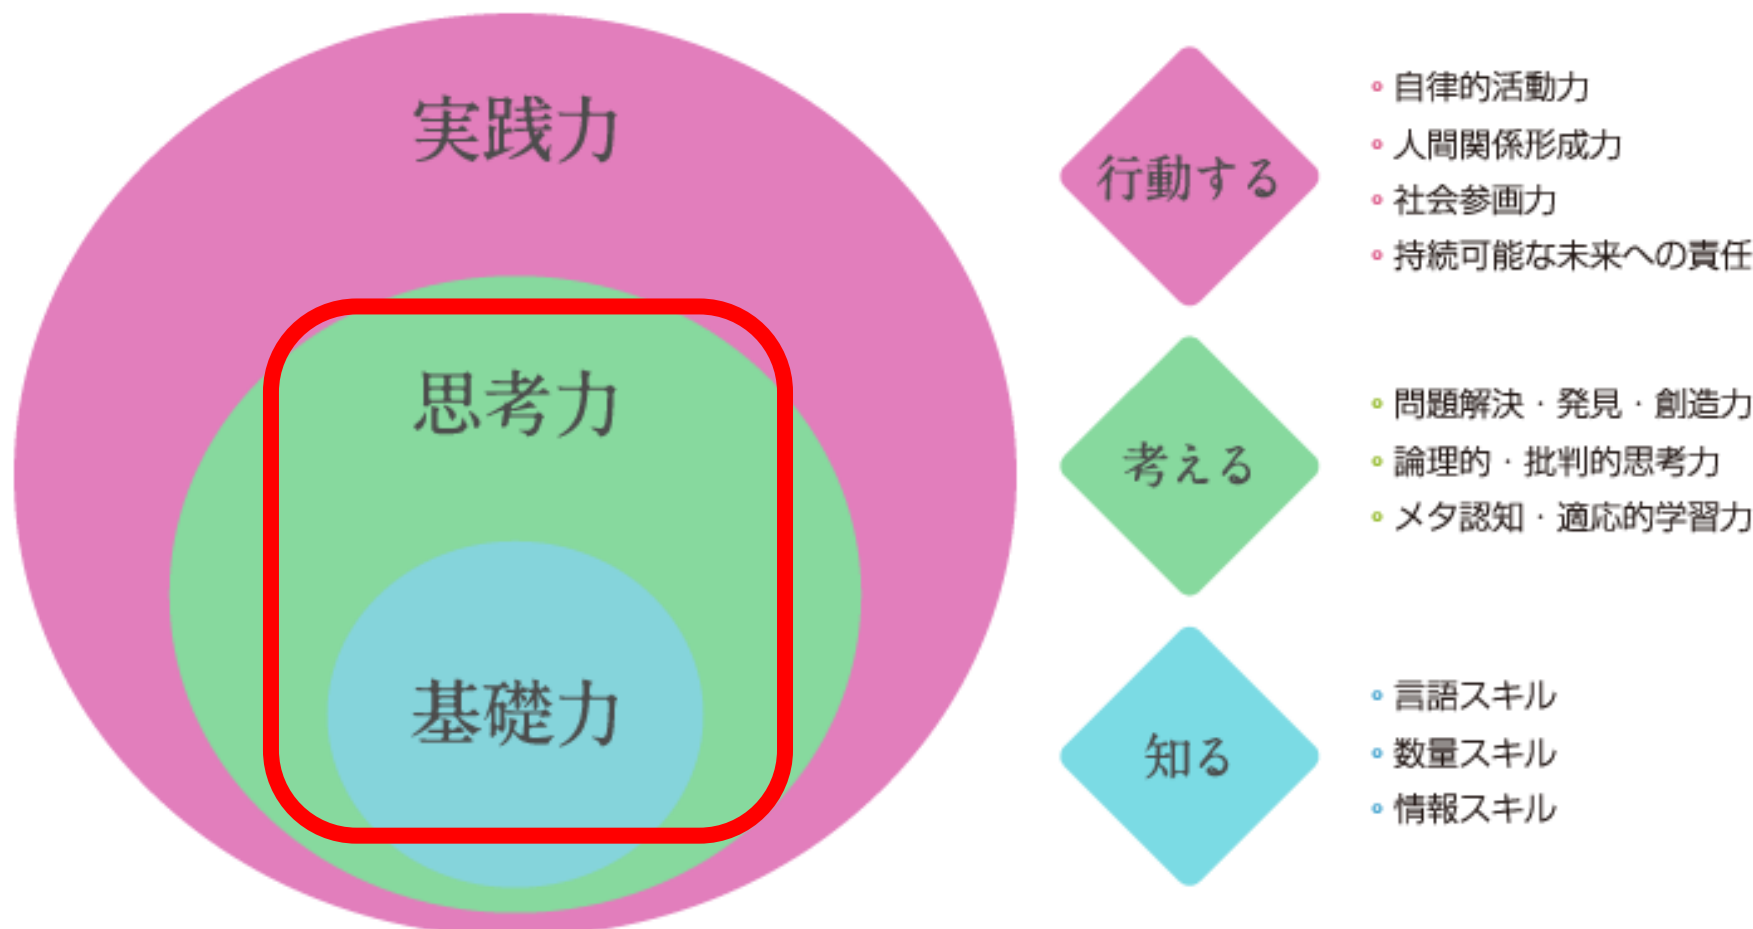 実践力
思考力
基礎力
行動する
自律的活動力
人間関係形成力
社会参画力
持続可能な未来への責任
考える
問題解決・発見・創造力
論理的・批判的思考力
メタ認知・適応的学習力
知る
言語スキル
数量スキル
情報スキル